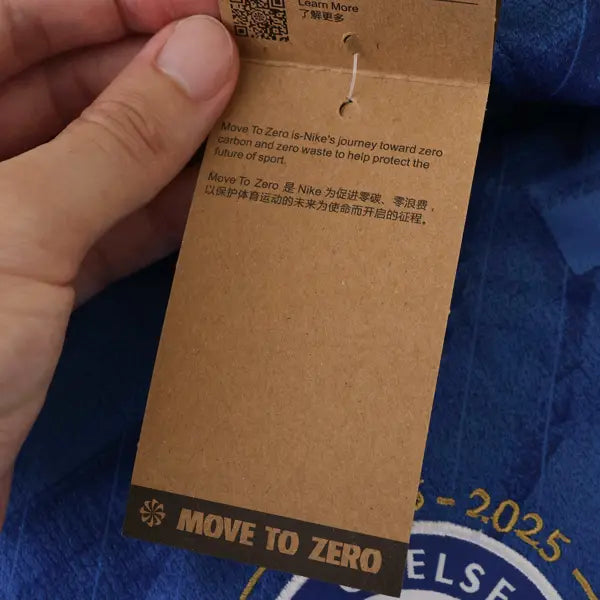 Learn More
了解更多
Move To Zero is-Nike's journey toward zero
carbon and zero waste to help protect the
future of sport.
Move To Zero 是 Nike 为促进零碳、零浪费，
以保护体育运动的未来为使命而开启的征程。
MOVE TO ZERO
- 2025
ELSE